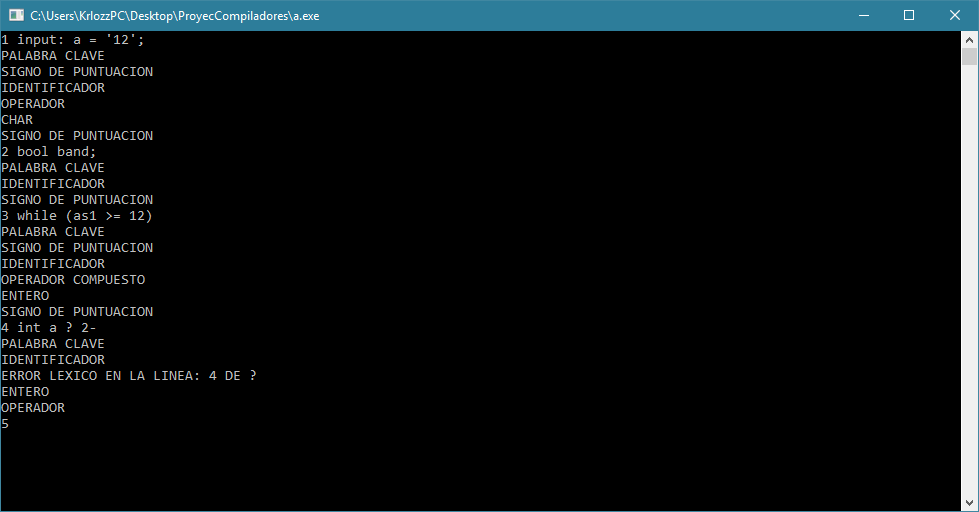 C:\Users\KrlozzPC\Desktop\ProyecCompiladores\a.exe
1 input: a = '12';
PALABRA CLAVE
SIGNO DE PUNTUACION
IDENTIFICADOR
OPERADOR
CHAR
SIGNO DE PUNTUACION
2 bool band;
PALABRA CLAVE
IDENTIFICADOR
SIGNO DE PUNTUACION
3 while (as1 >= 12)
PALABRA CLAVE
SIGNO DE PUNTUACION
IDENTIFICADOR
OPERADOR COMPUESTO
ENTERO
SIGNO DE PUNTUACION
4 int a ? 2-
PALABRA CLAVE
IDENTIFICADOR
ERROR LEXICO EN LA LINEA: 4 DE ?
ENTERO
OPERADOR
5